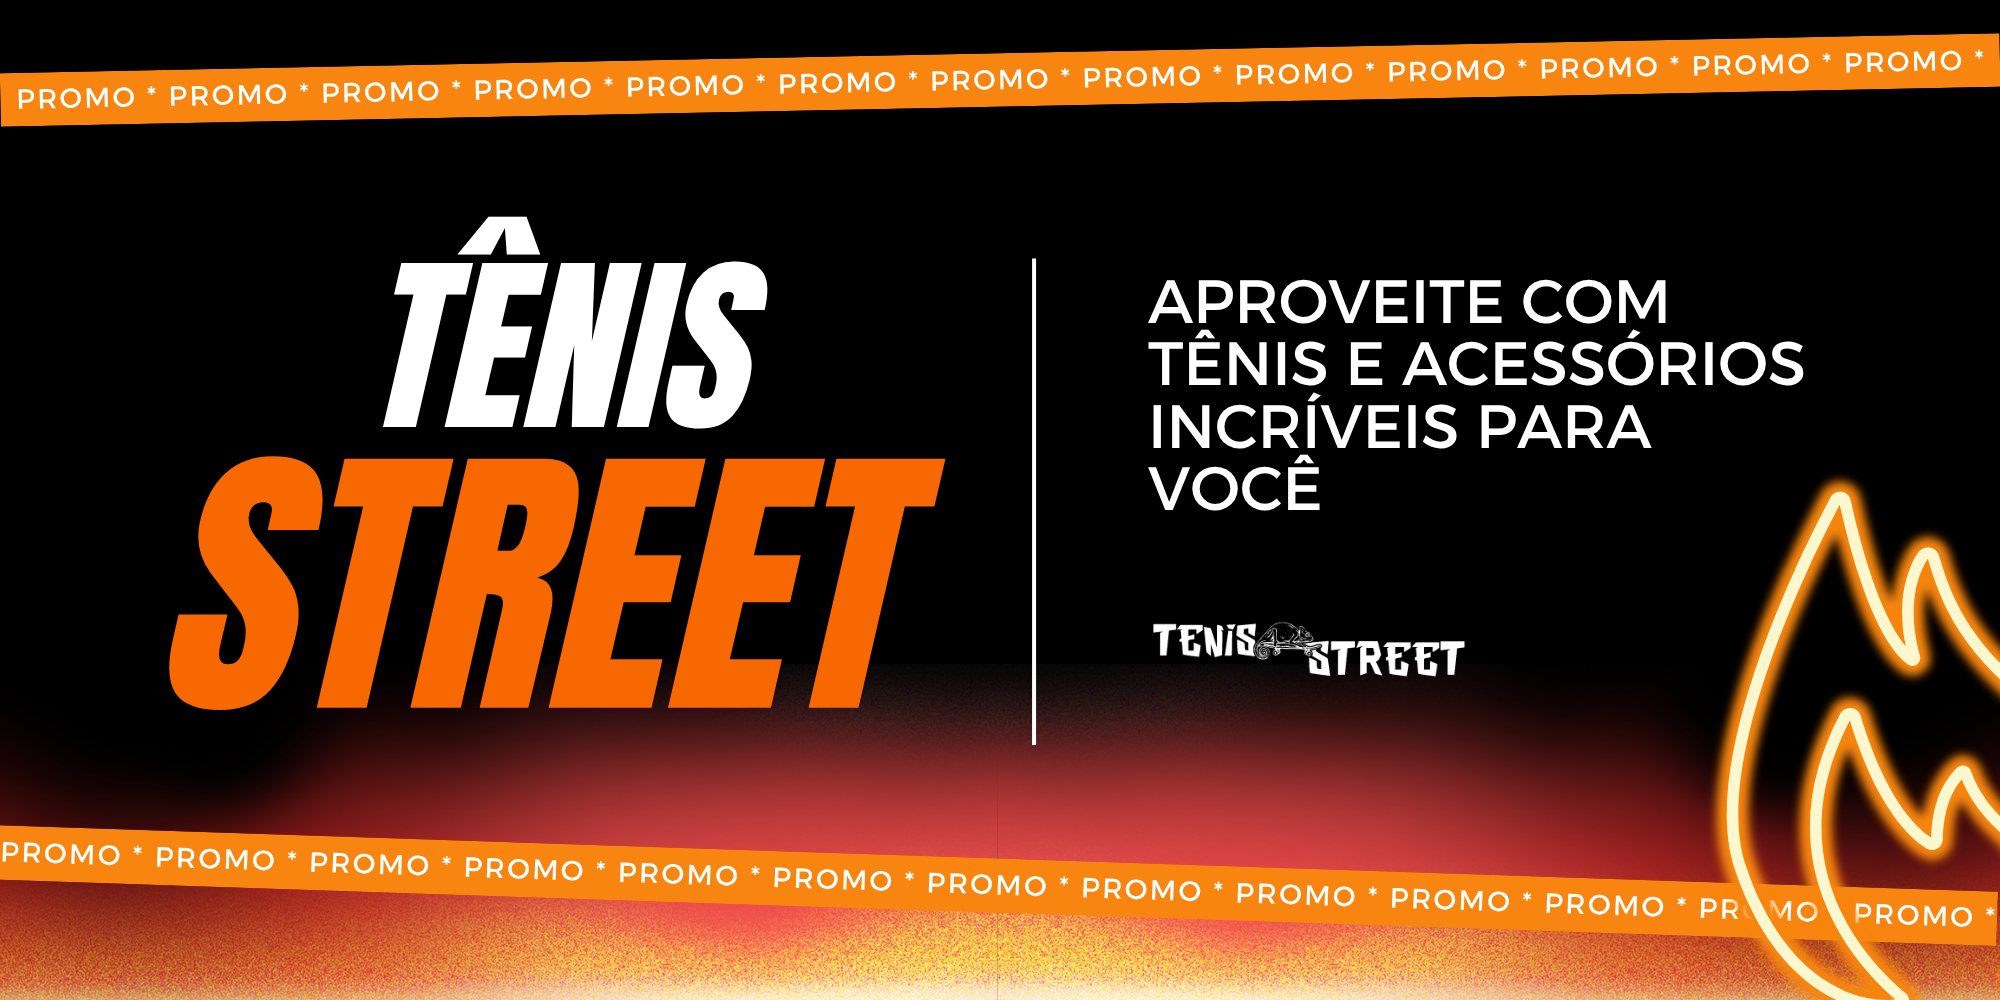 PROMO * PROMO * PROMO * PROMO * PROMO * PROMO * PROMO * PROMO * PROMO * PROMO * PROMO * PROMO * PROMO *
TÊNIS
STREET
APROVEITE COM
TÊNIS E ACESSÓRIOS
INCRÍVEIS PARA
VOCÊ
TENIS STREET
PROMO * PROMO * PROMO * PROMO * PROMO * PROMO * PROMO * PROMO * PROMO * PROMO * PROMO * PROMO * PROMO *